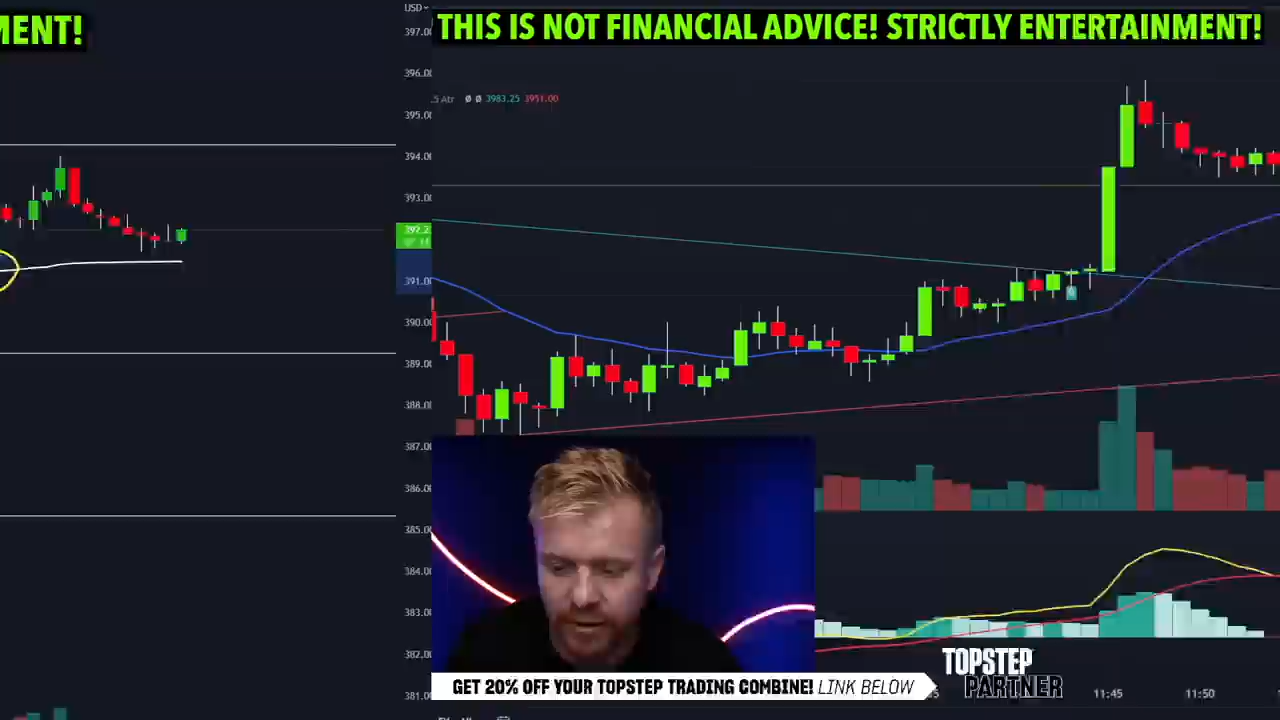 MENT!
USD
THIS IS NOT FINANCIAL ADVICE! STRICTLY ENTERTAINMENT!
397.0
396.0
.5 Atr ø ø 3983.25 3951.00
395.0
394.0
393.0
392.2
391.0
390.0
389.0
388.0
387.0
386.0
385.0
384.0
383.0
382.0
381.0
GET 20% OFF YOUR TOPSTEP TRADING COMBINE! LINK BELOW
TOPSTEP
PARTNER
11:45 11:50